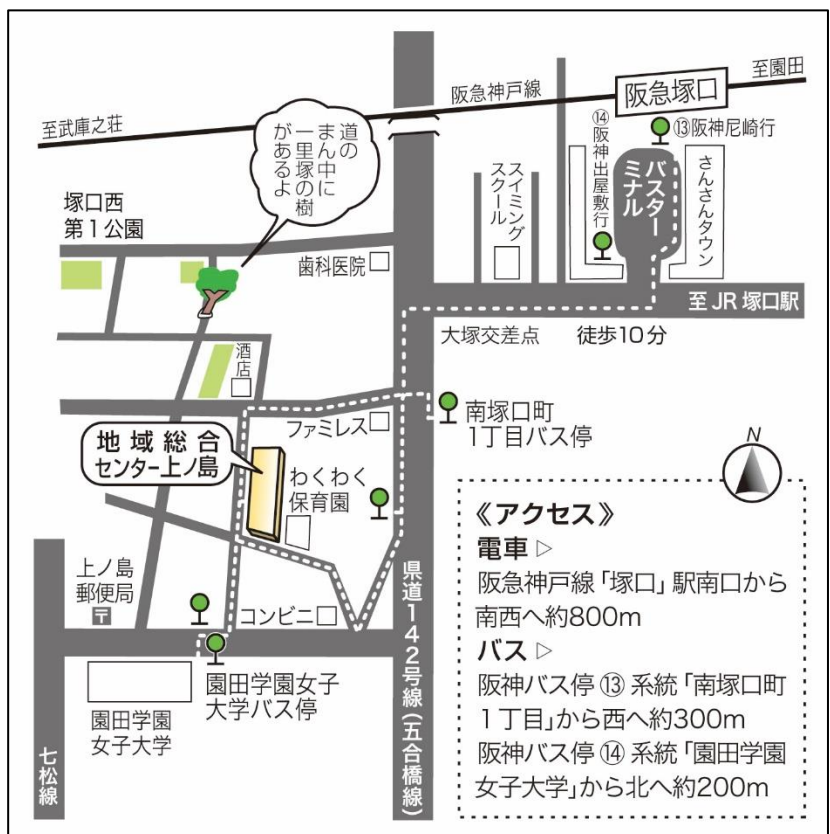 至園田
阪急塚口
阪急神戸線
至武庫之荘
⑬阪神尼崎行
⑭阪神出屋敷行
バスター
ミナル
さんさんタウン
スイミング
スクール
道の
まん中に
一里塚の樹
があるよ
塚口西
第1公園
歯科医院
至JR塚口駅
大塚交差点
徒歩10分
酒店
南塚口町
1丁目バス停
ファミレス
地域総合
センター上ノ島
わくわく
保育園
N
上ノ島
郵便局
〒
コンビニ
県道142号線(五合橋線)
園田学園女子
大学バス停
園田学園
女子大学
七松線
《アクセス》
電車▷
阪急神戸線「塚口」駅南口から
南西へ約800m
バス▷
阪神バス停⑬系統「南塚口町
1丁目」から西へ約300m
阪神バス停⑭系統「園田学園
女子大学」から北へ約200m